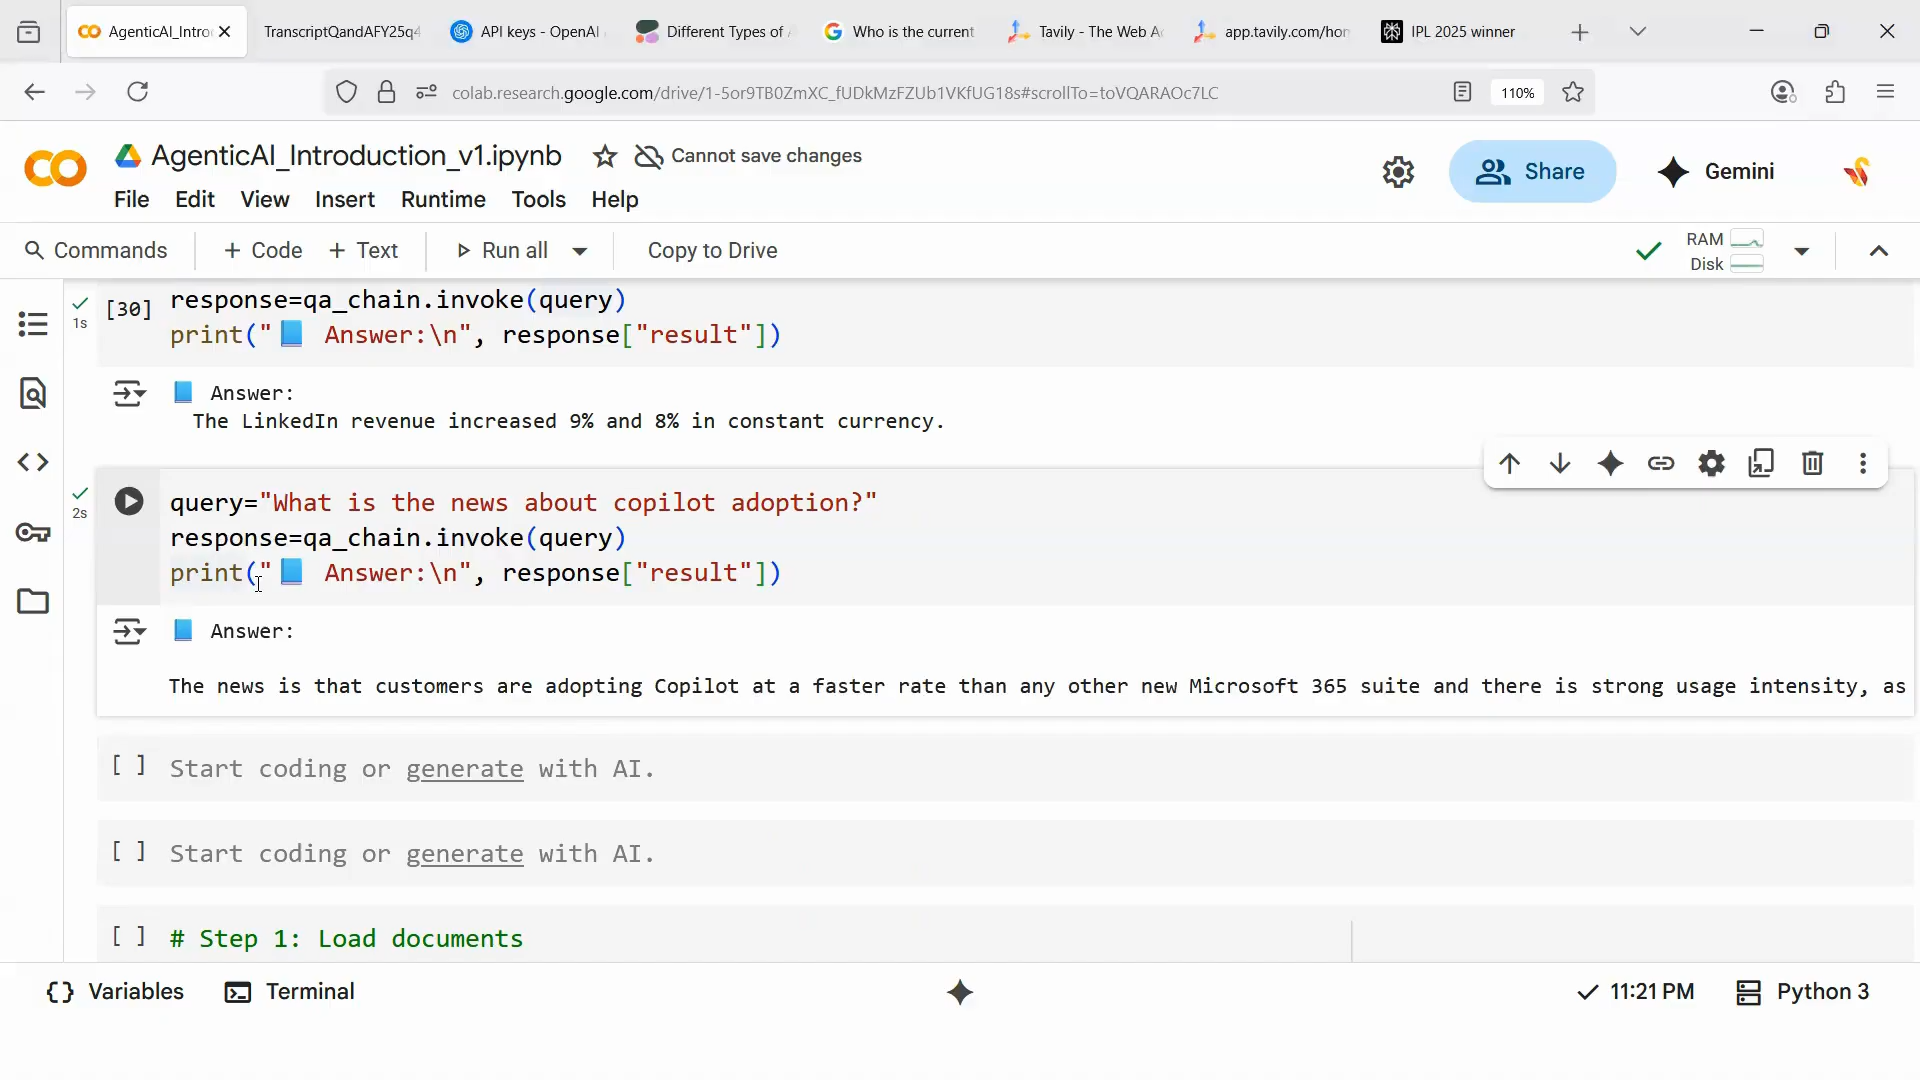 AgenticAI_Intro
TranscriptQandAFY25q4
API keys - OpenAI
Different Types of
Who is the current
Tavily - The Web
app.tavily.com/hor
IPL 2025 winner
colab.research.google.com/drive/1-5or9TB0ZmXC_fUDkMzFZUb1VKfUG18s#scrollTo=toVQARAOc7LC
110%
AgenticAI_Introduction_v1.ipynb
Cannot save changes
File Edit View Insert Runtime Tools Help
Share
Gemini
Commands
+ Code
+ Text
Run all
Copy to Drive
RAM
Disk
1s
[30]
response=qa_chain.invoke(query)
print("📘 Answer:\n", response["result"])
📘 Answer:
The LinkedIn revenue increased 9% and 8% in constant currency.
2s
query="What is the news about copilot adoption?"
response=qa_chain.invoke(query)
print("📘 Answer:\n", response["result"])
📘 Answer:
The news is that customers are adopting Copilot at a faster rate than any other new Microsoft 365 suite and there is strong usage intensity, as
[ ] Start coding or generate with AI.
[ ] Start coding or generate with AI.
[ ] # Step 1: Load documents
Variables
Terminal
11:21 PM
Python 3